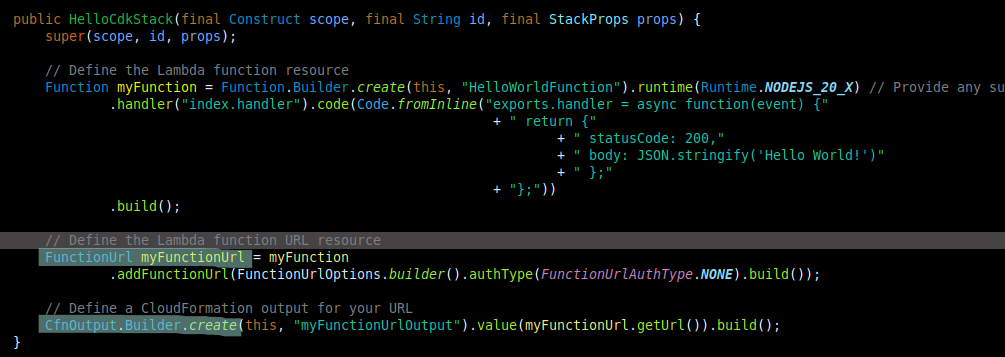 public HelloCdkStack(final Construct scope, final String id, final StackProps props) {
super(scope, id, props);
// Define the Lambda function resource
Function myFunction = Function.Builder.create(this, "HelloWorldFunction").runtime(Runtime.NODEJS_20_X) // Provide any su
.handler("index.handler").code(Code.fromInline("exports.handler = async function(event) {"
+ " return {"
+ " statusCode: 200,"
+ " body: JSON.stringify('Hello World!')"
+ " };"
+ "};"))
.build();
// Define the Lambda function URL resource
FunctionUrl myFunctionUrl = myFunction
.addFunctionUrl(FunctionUrlOptions.builder().authType(FunctionUrlAuthType.NONE).build());
// Define a CloudFormation output for your URL
CfnOutput.Builder.create(this, "myFunctionUrlOutput").value(myFunctionUrl.getUrl()).build();
}